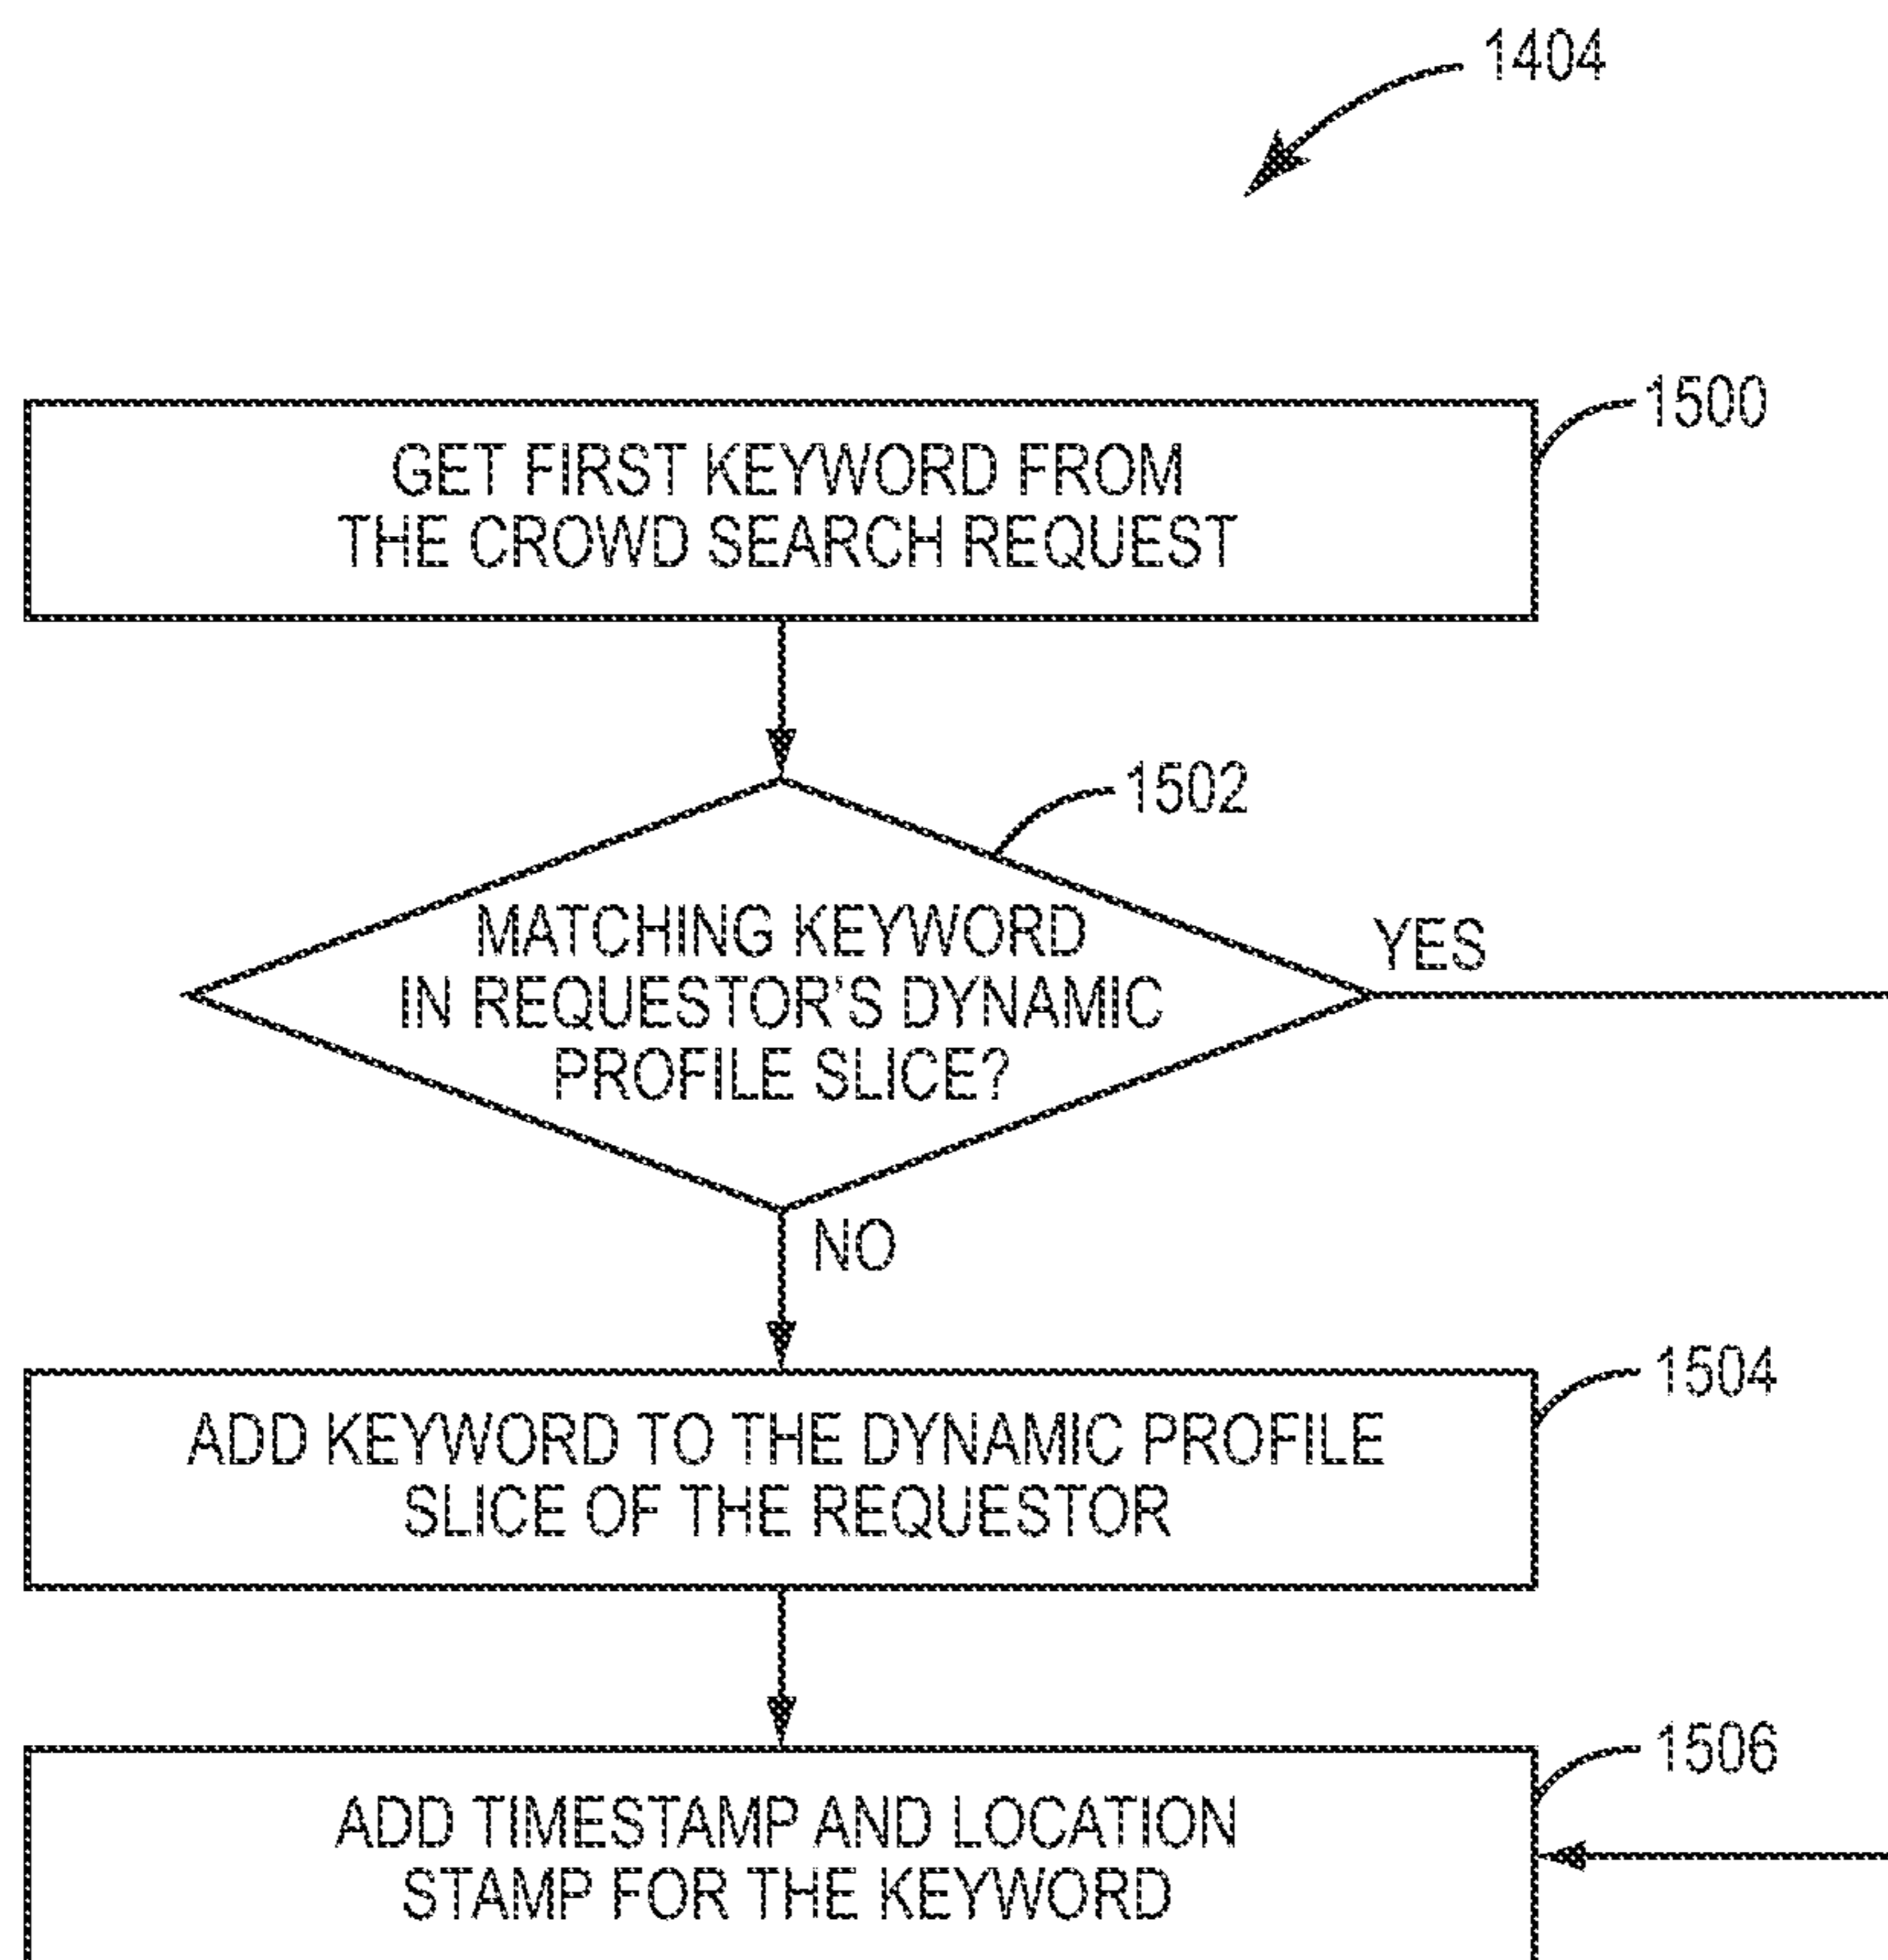 1404
1500
GET FIRST KEYWORD FROM
THE CROWD SEARCH REQUEST
1502
MATCHING KEYWORD
IN REQUESTOR'S DYNAMIC
PROFILE SLICE?
YES
NO
1504
ADD KEYWORD TO THE DYNAMIC PROFILE
SLICE OF THE REQUESTOR
1506
ADD TIMESTAMP AND LOCATION
STAMP FOR THE KEYWORD